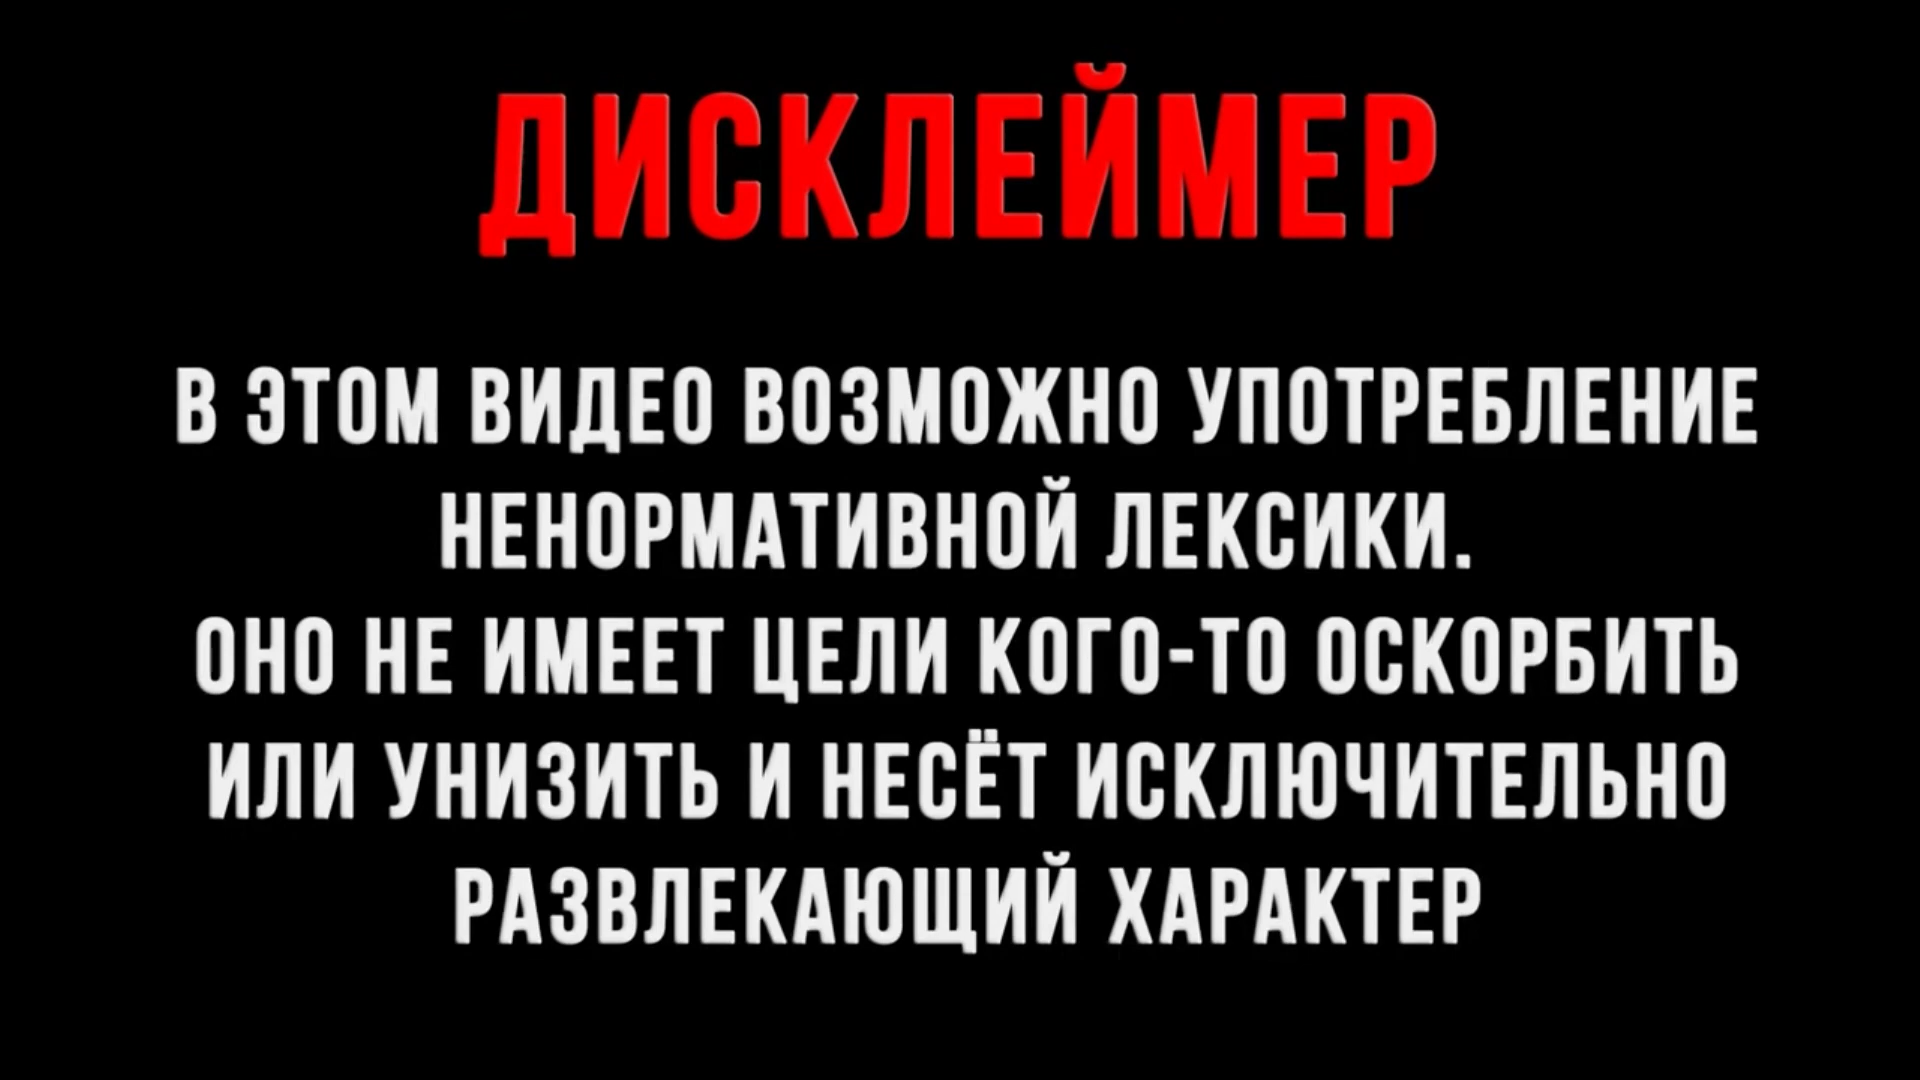 ДИСКЛЕЙМЕР
В ЭТОМ ВИДЕО ВОЗМОЖНО УПОТРЕБЛЕНИЕ
НЕНОРМАТИВНОЙ ЛЕКСИКИ.
ОНО НЕ ИМЕЕТ ЦЕЛИ КОГО-ТО ОСКОРБИТЬ
ИЛИ УНИЗИТЬ И НЕСЁТ ИСКЛЮЧИТЕЛЬНО
РАЗВЛЕКАЮЩИЙ ХАРАКТЕР